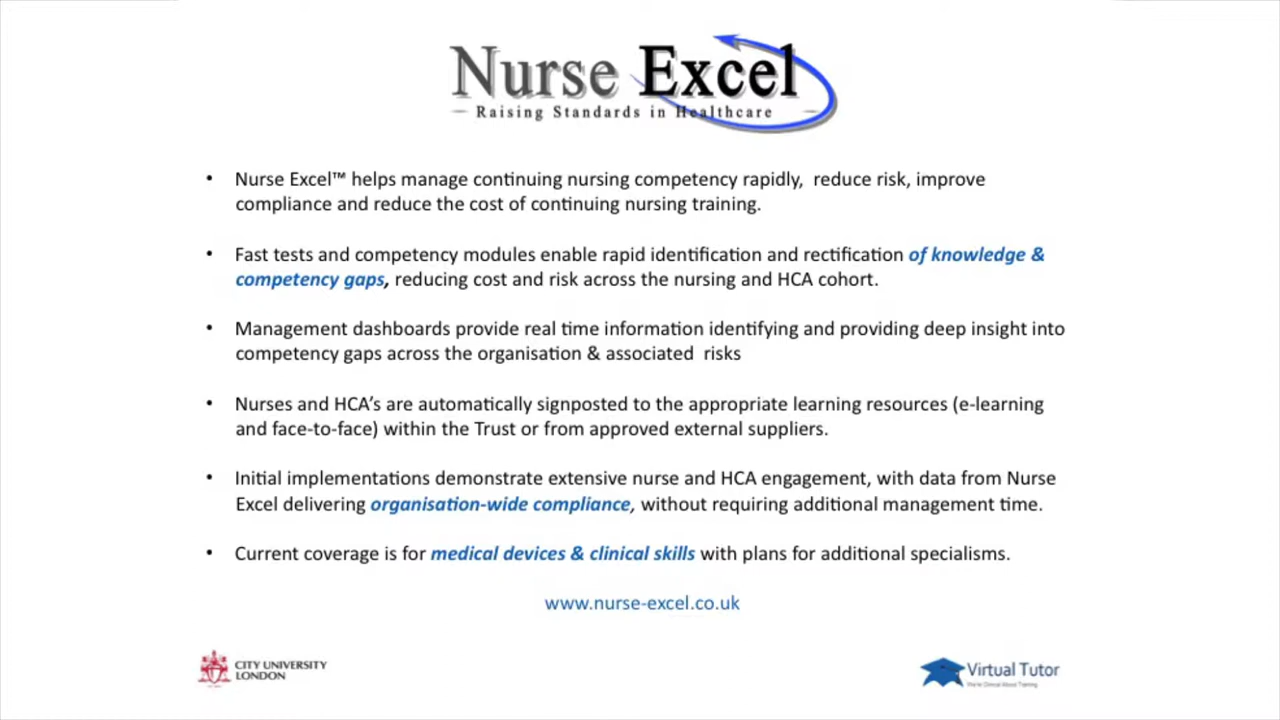 Nurse Excel
Raising Standards in Healthcare
• Nurse Excel™ helps manage continuing nursing competency rapidly, reduce risk, improve
compliance and reduce the cost of continuing nursing training.
• Fast tests and competency modules enable rapid identification and rectification of knowledge &
competency gaps, reducing cost and risk across the nursing and HCA cohort.
• Management dashboards provide real time information identifying and providing deep insight into
competency gaps across the organisation & associated risks
• Nurses and HCA's are automatically signposted to the appropriate learning resources (e-learning
and face-to-face) within the Trust or from approved external suppliers.
• Initial implementations demonstrate extensive nurse and HCA engagement, with data from Nurse
Excel delivering organisation-wide compliance, without requiring additional management time.
• Current coverage is for medical devices & clinical skills with plans for additional specialisms.
www.nurse-excel.co.uk
CITY UNIVERSITY
LONDON
Virtual Tutor
We're Clinical About Training